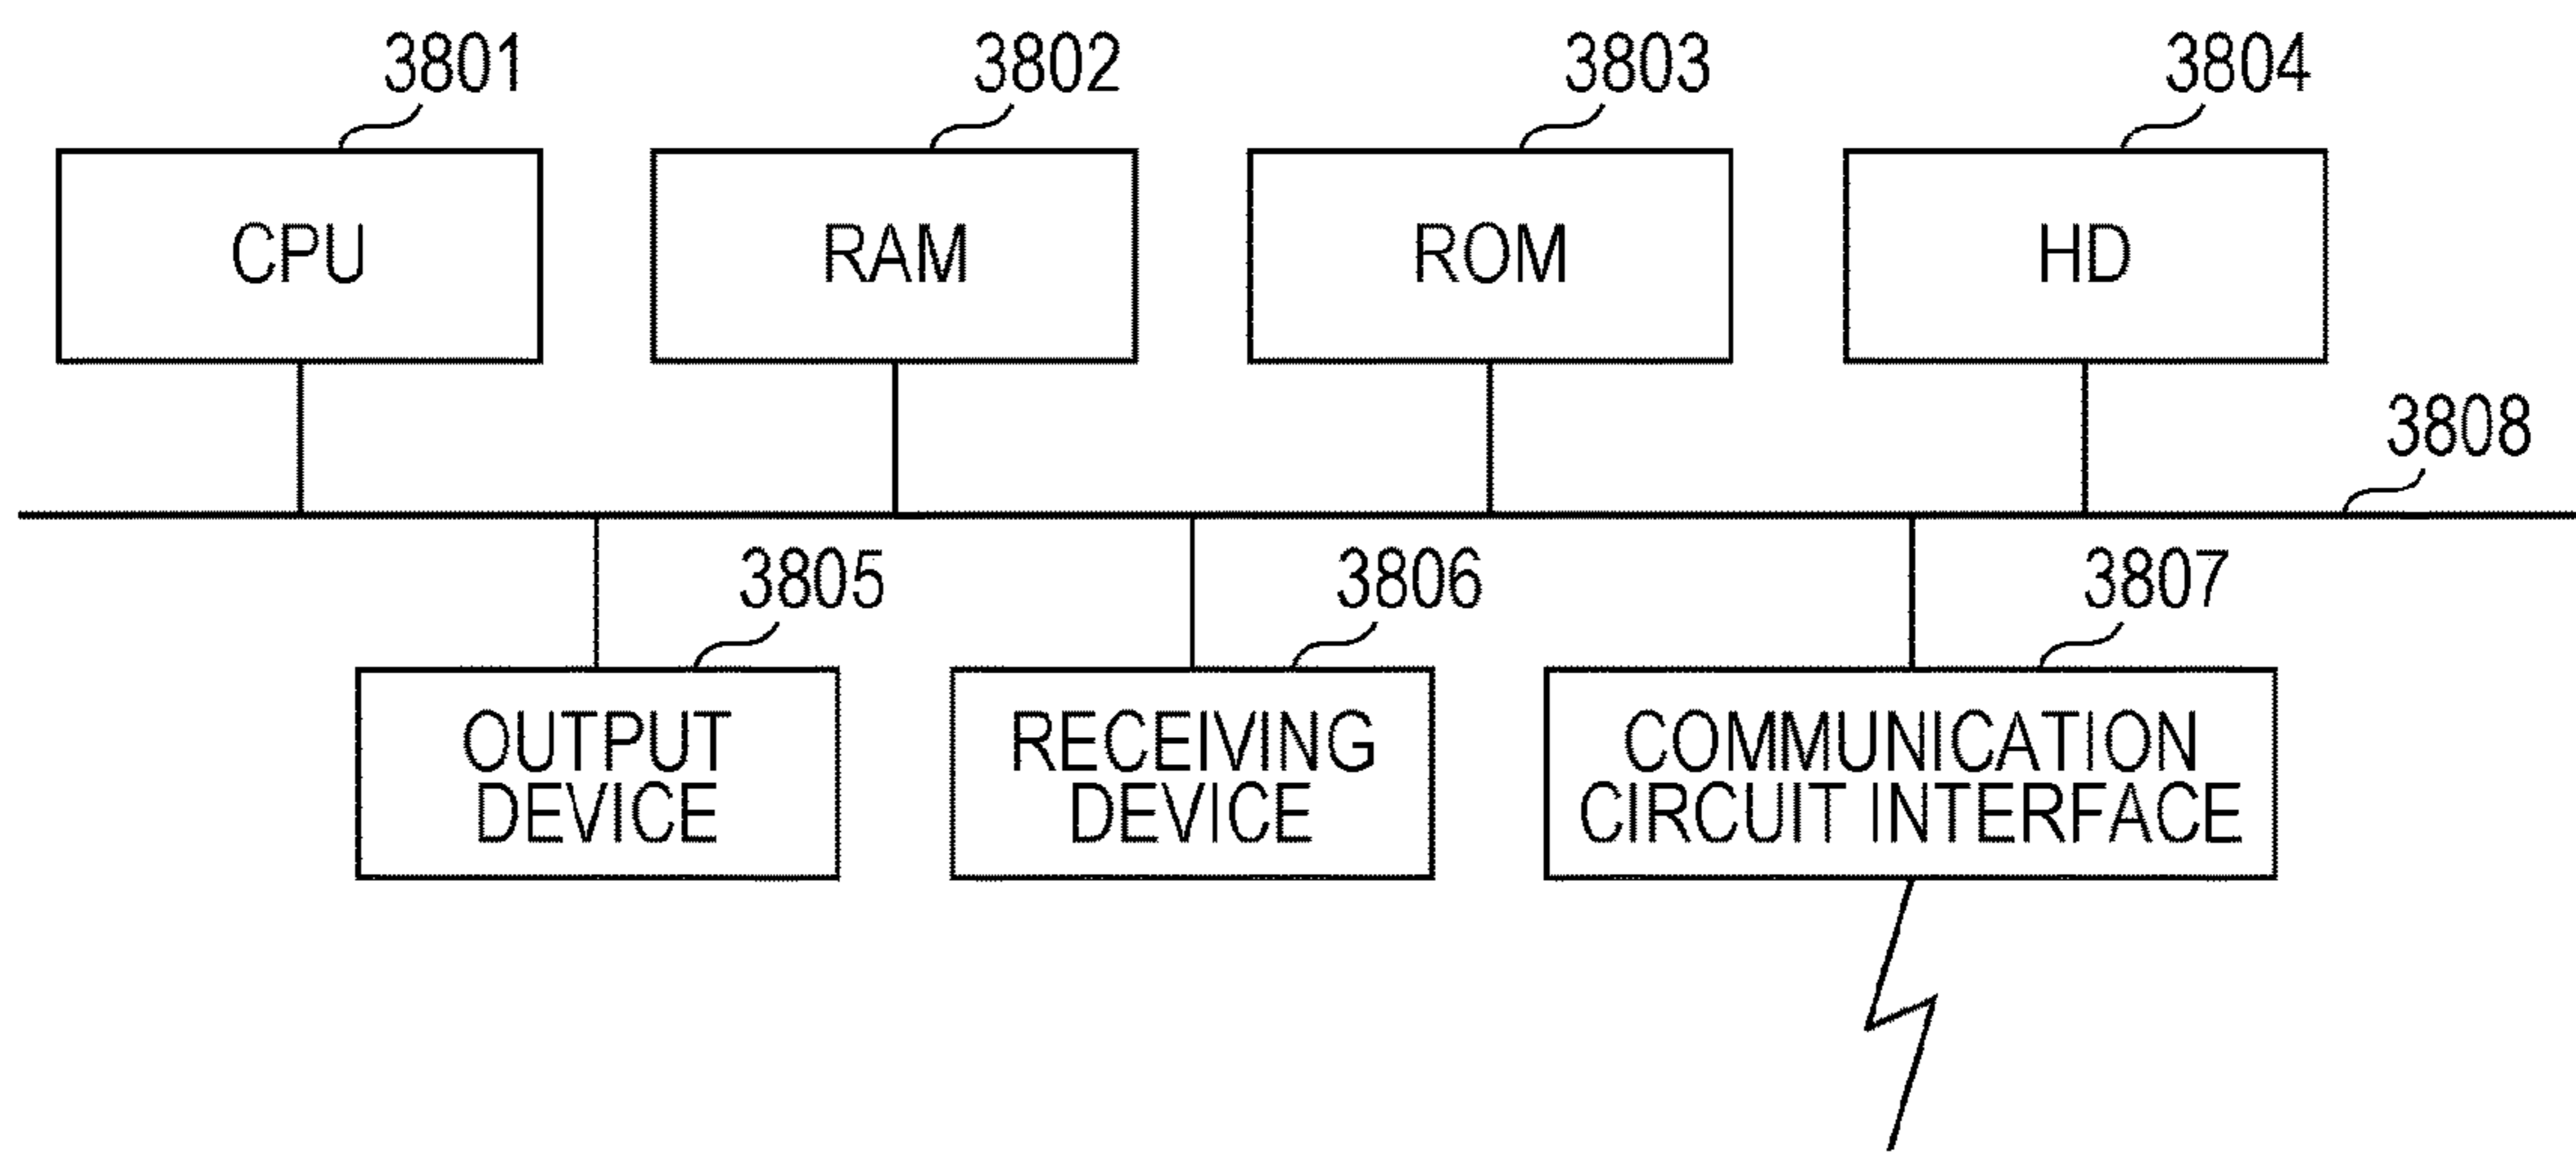 3801
3802
3803
3804
CPU
RAM
ROM
HD
3808
3805
3806
3807
OUTPUT
DEVICE
RECEIVING
DEVICE
COMMUNICATION
CIRCUIT INTERFACE